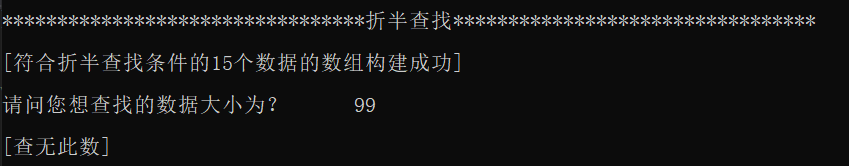 *********************************折半查找*********************************
[符合折半查找条件的15个数据的数组构建成功]
请问您想查找的数据大小为?      99
[查无此数]